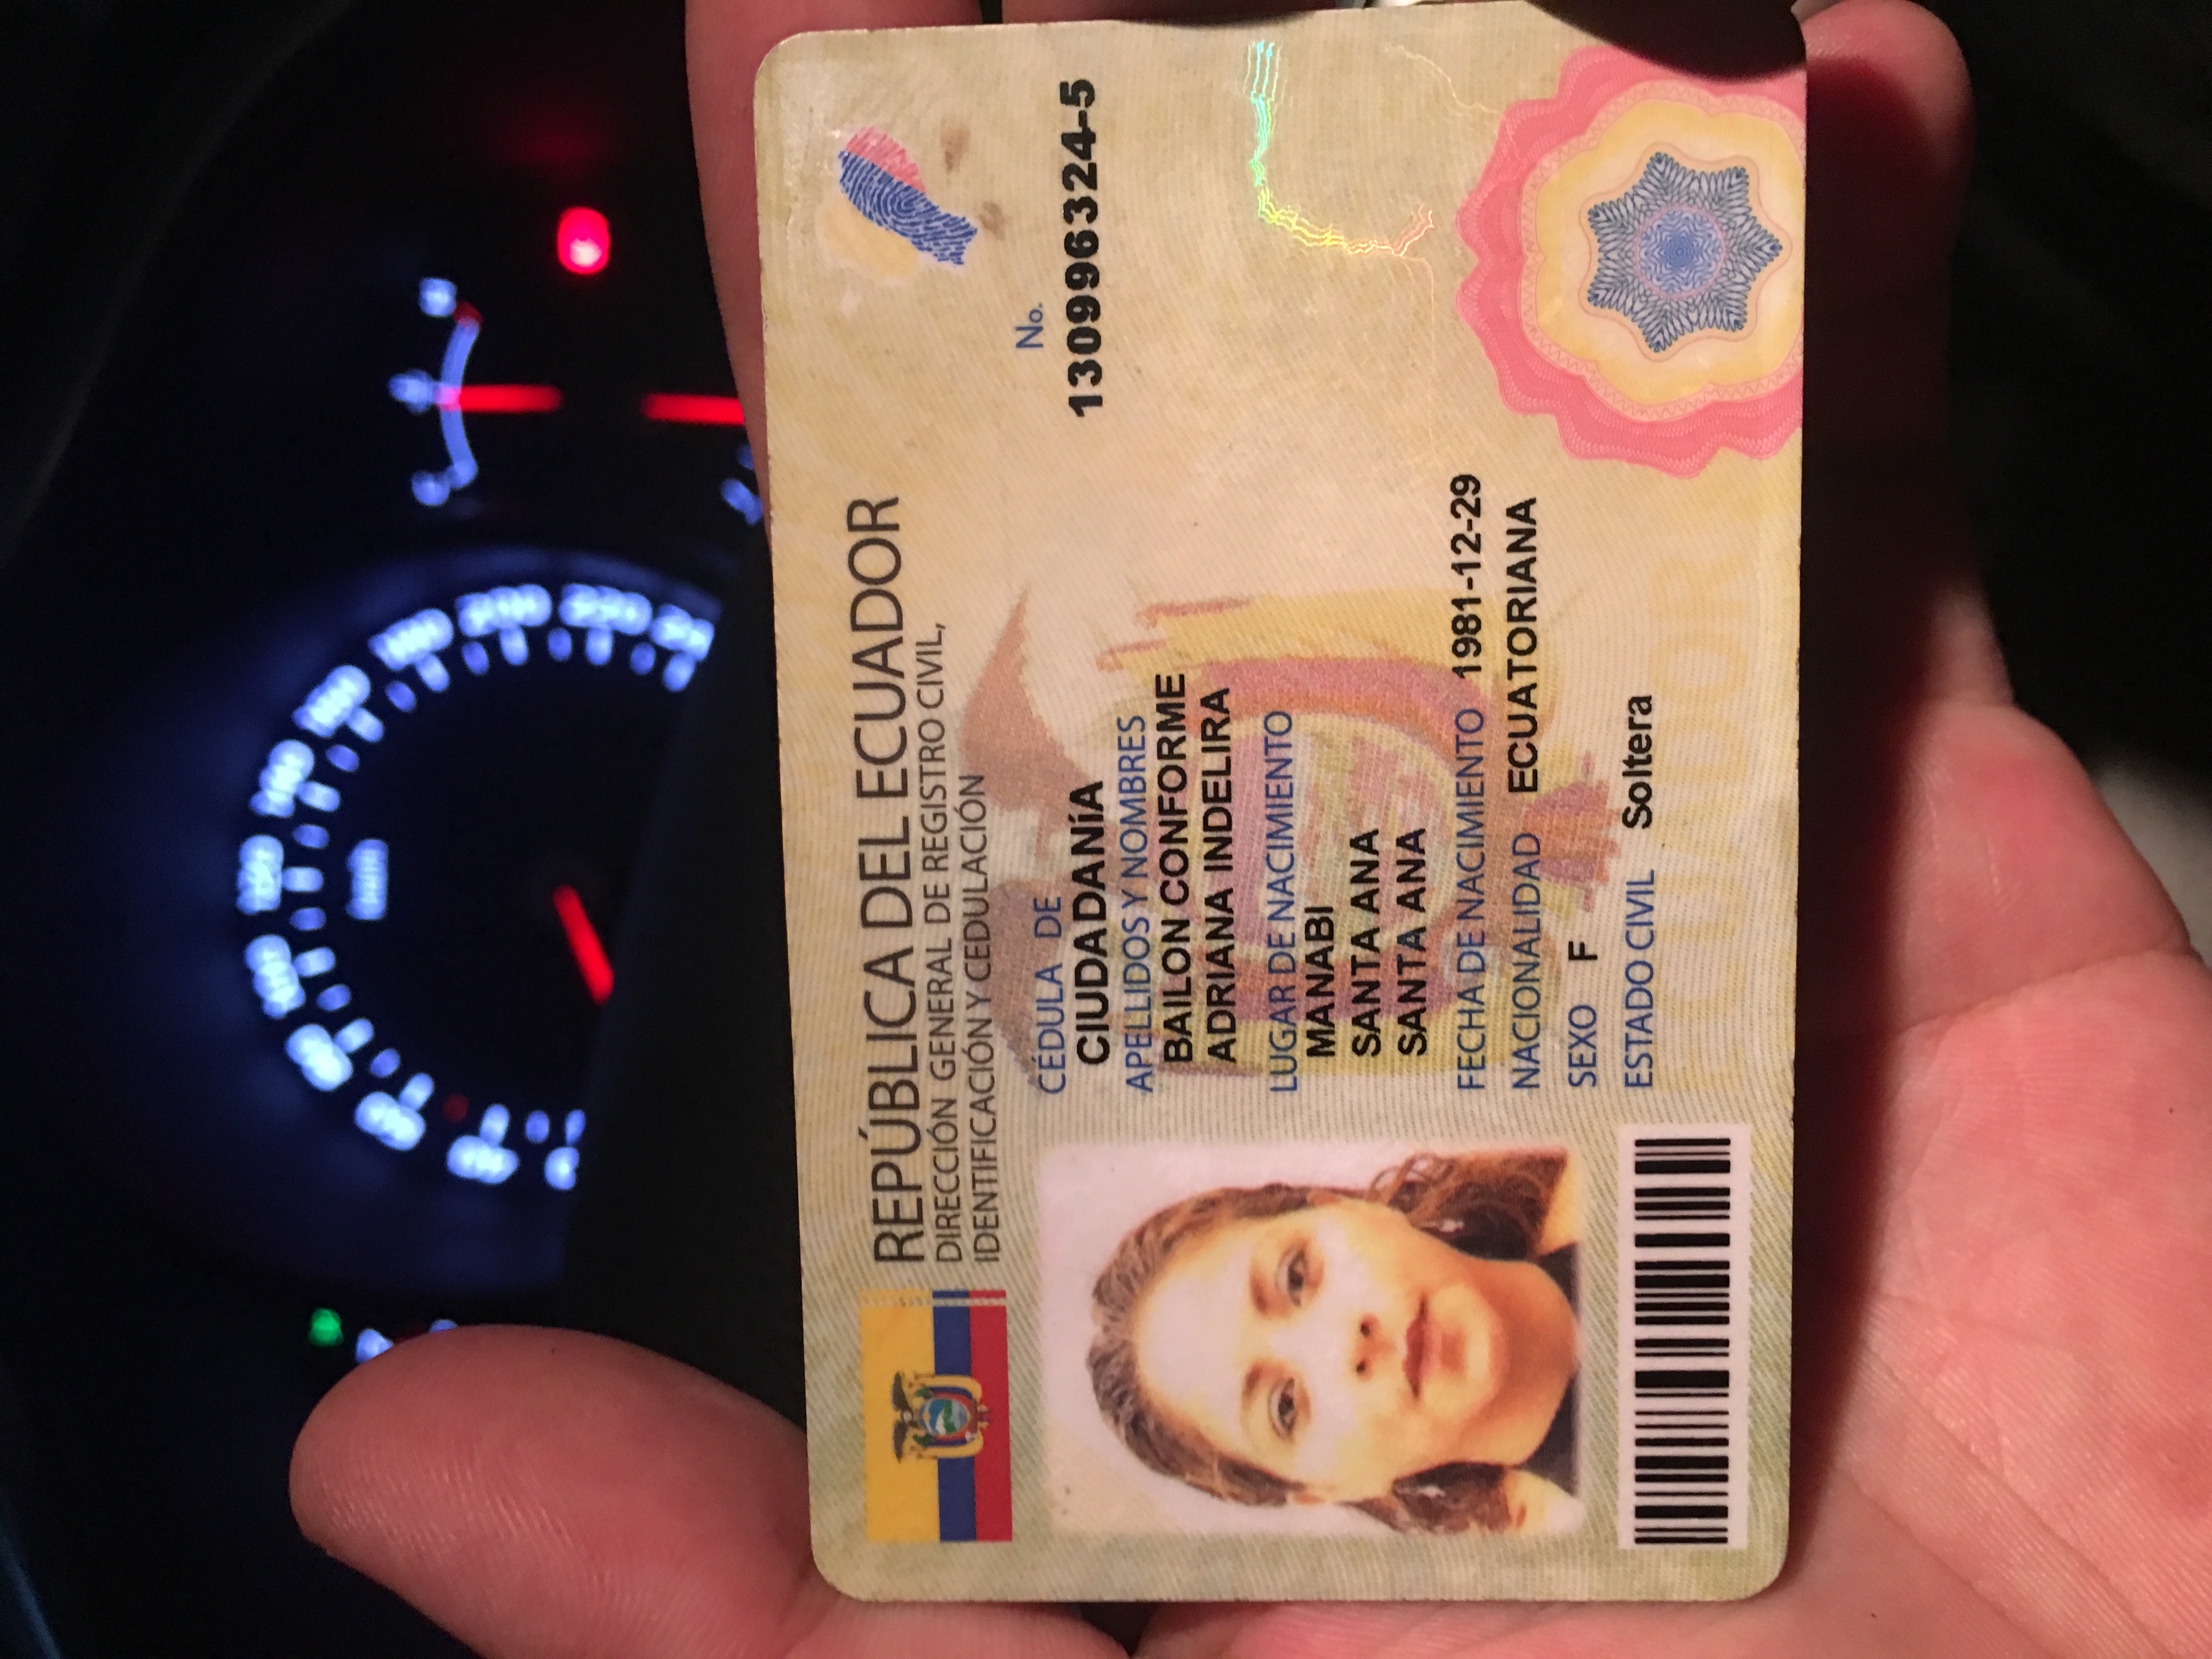 REPÚBLICA DEL ECUADOR
DIRECCIÓN GENERAL DE REGISTRO CIVIL,
IDENTIFICACIÓN Y CEDULACIÓN
CÉDULA DE
CIUDADANíA
No.
130996324-5
APELLIDOS Y NOMBRES
BAILON CONFORME
ADRIANA INDELIRA
LUGAR DE NACIMIENTO
MANABI
SANTA ANA
SANTA ANA
FECHA DE NACIMIENTO 1981-12-29
NACIONALIDAD ECUATORIANA
SEXO F
ESTADO CIVIL Soltera
ECUADOR